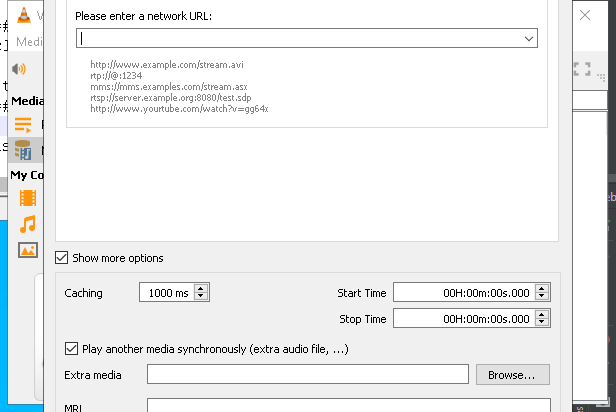 Please enter a network URL:
http://www.example.com/stream.avi
rtp://@:1234
mms://mms.examples.com/stream.asx
rtsp://server.example.org:8080/test.sdp
http://www.yourtube.com/watch?v=gg64x
Media
My Co
Show more options
Caching
1000 ms
Start Time
00H:00m:00s.000
Stop Time
00H:00m:00s.000
Play another media synchronously (extra audio file, ...)
Extra media
Browse...
MRL